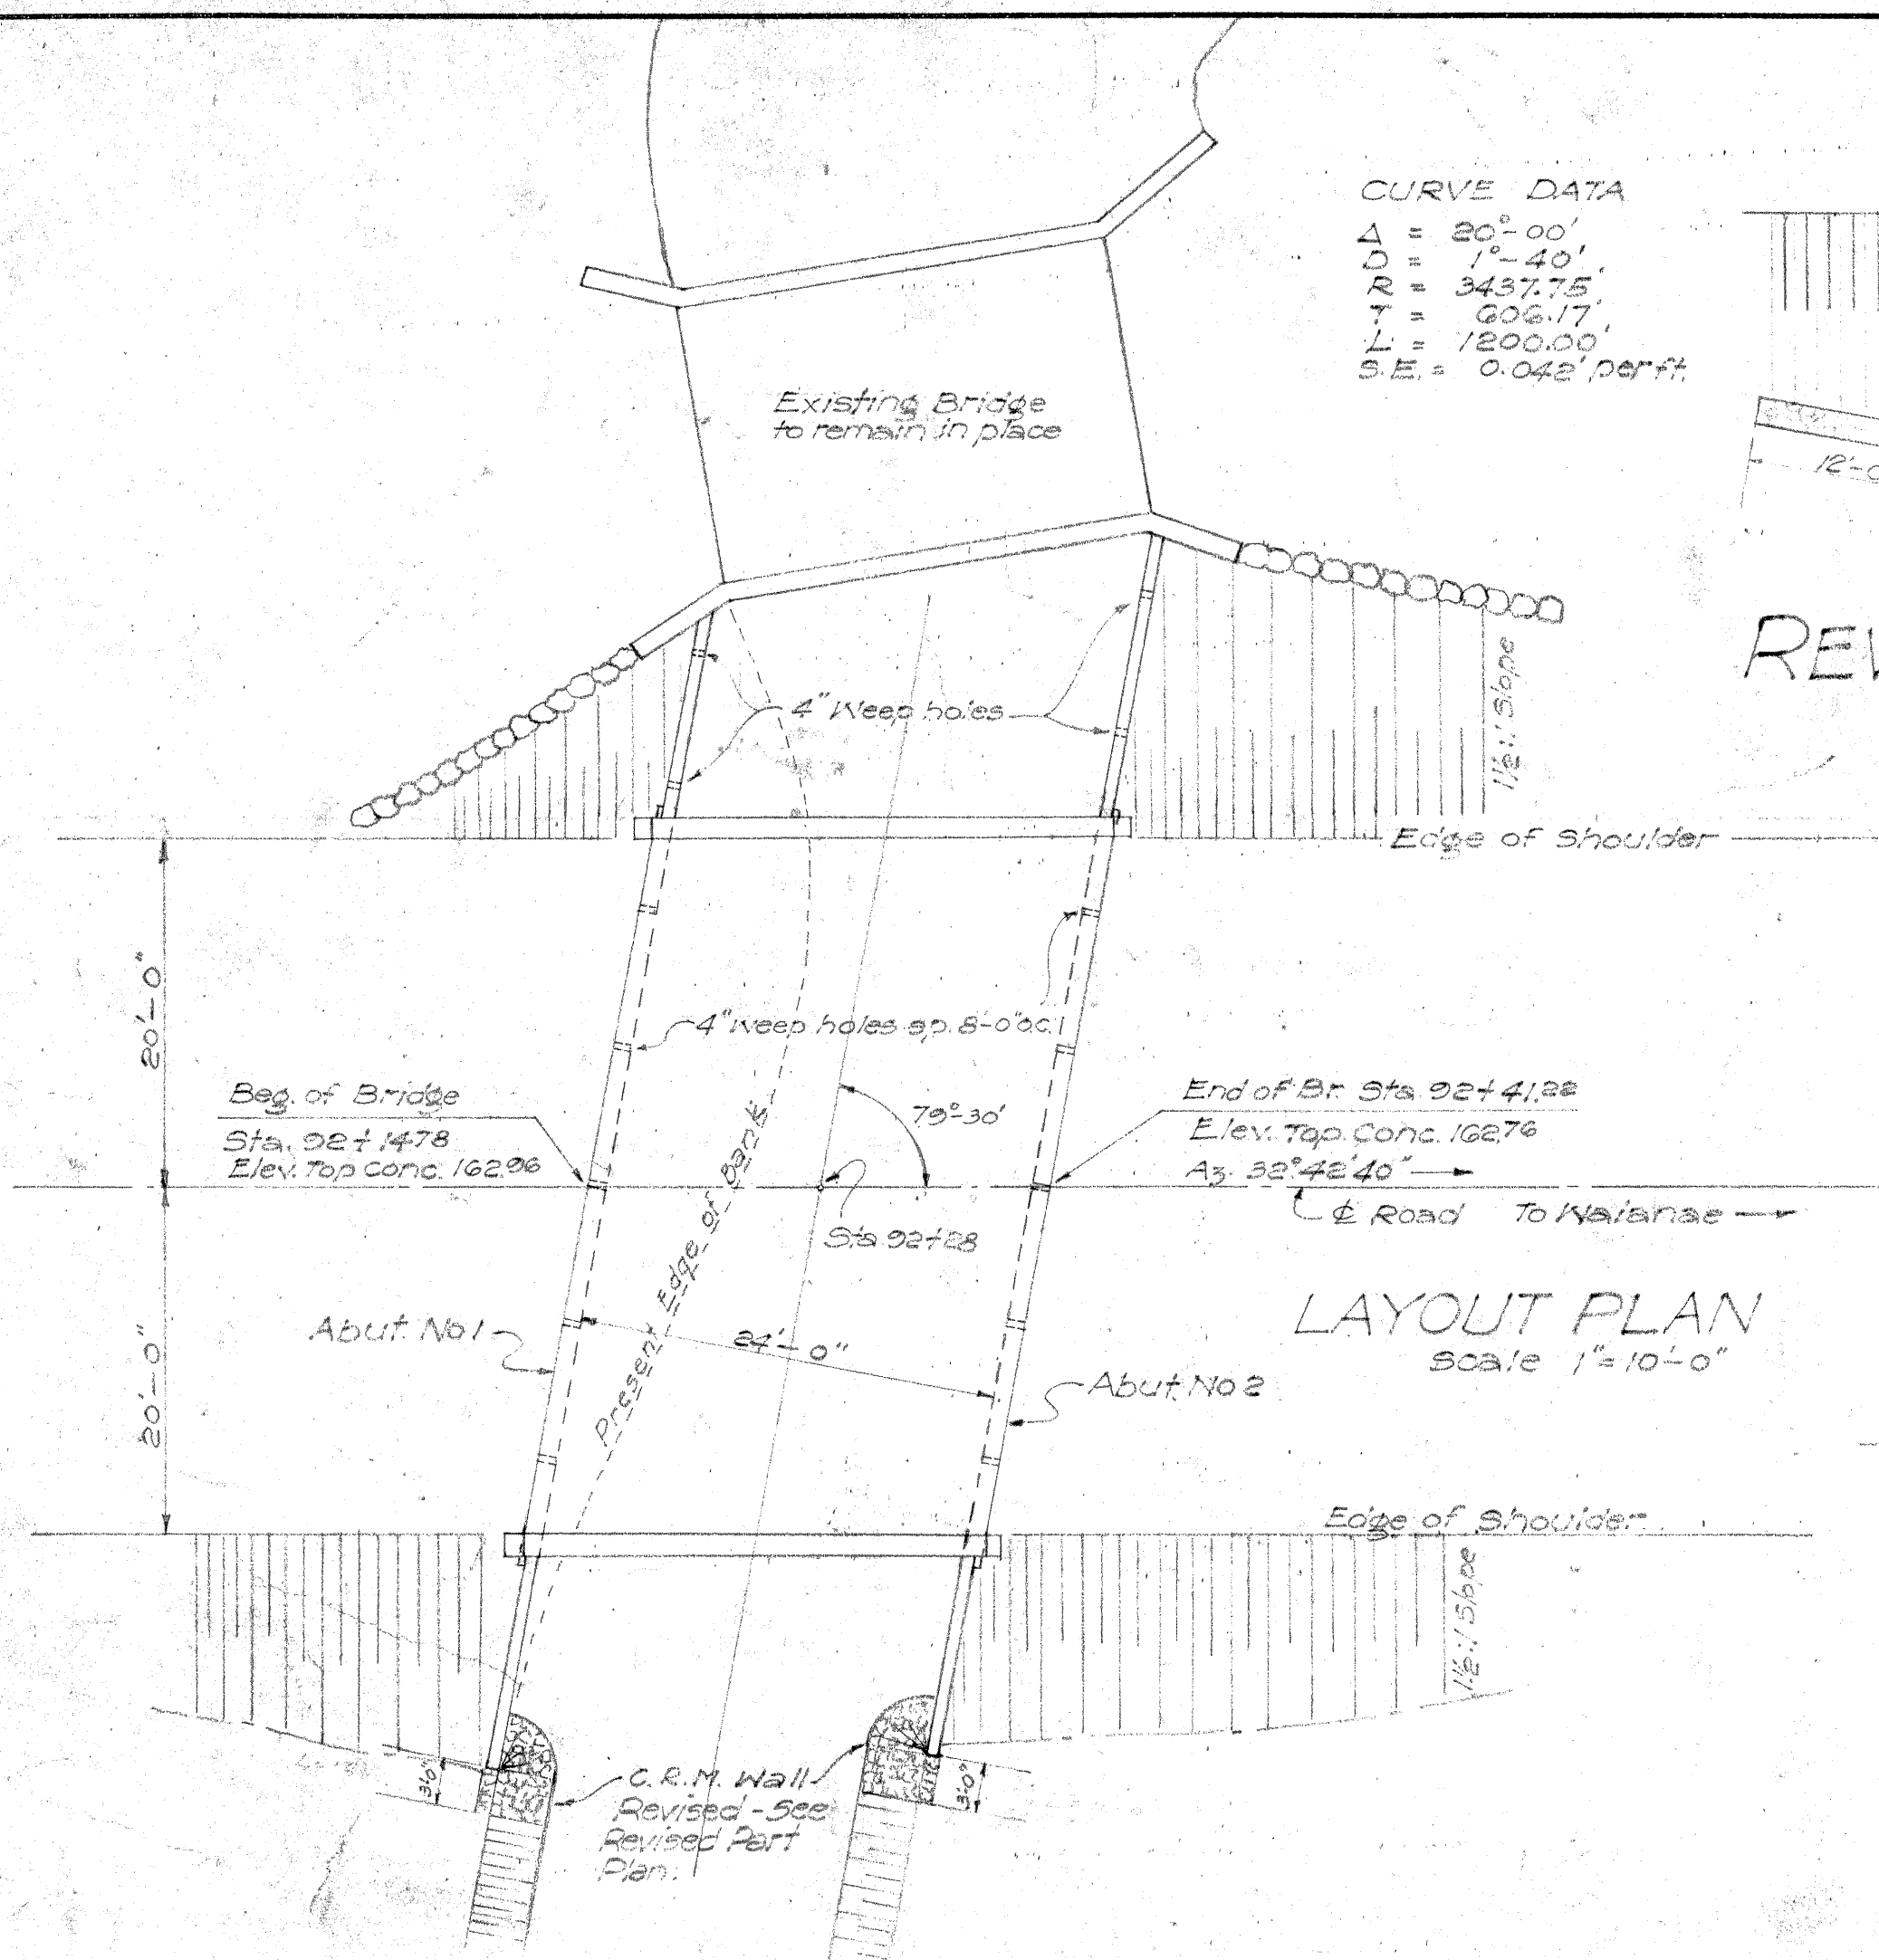 CURVE DATA
Δ = 20°-00'
D = 1°-40'
R = 3437.75'
T = 606.17'
L = 1200.00'
S.E. = 0.042' per ft.
12'-0
Existing Bridge
to remain in place
REV
1½:1 Slope
4" Weep holes
Edge of Shoulder
20'-0"
4" weep holes sp. 8'-0" o.c.
Beg. of Bridge
Sta. 92+14.78
Elev. Top conc. 162.96
79°-30'
End of Br. Sta. 92+41.22
Elev. Top. Conc. 162.76
Az. 32°42'40"
℄ Road To Waianae
Sta. 92+28
Present Edge of Bank
LAYOUT PLAN
Scale 1"=10'-0"
Abut. No 1
24'-0"
Abut. No 2
20'-0"
Edge of Shoulder
1½:1 Slope
3'-0"
C.R.M. Wall
Revised - See
Revised Part
Plan.
3'-0"